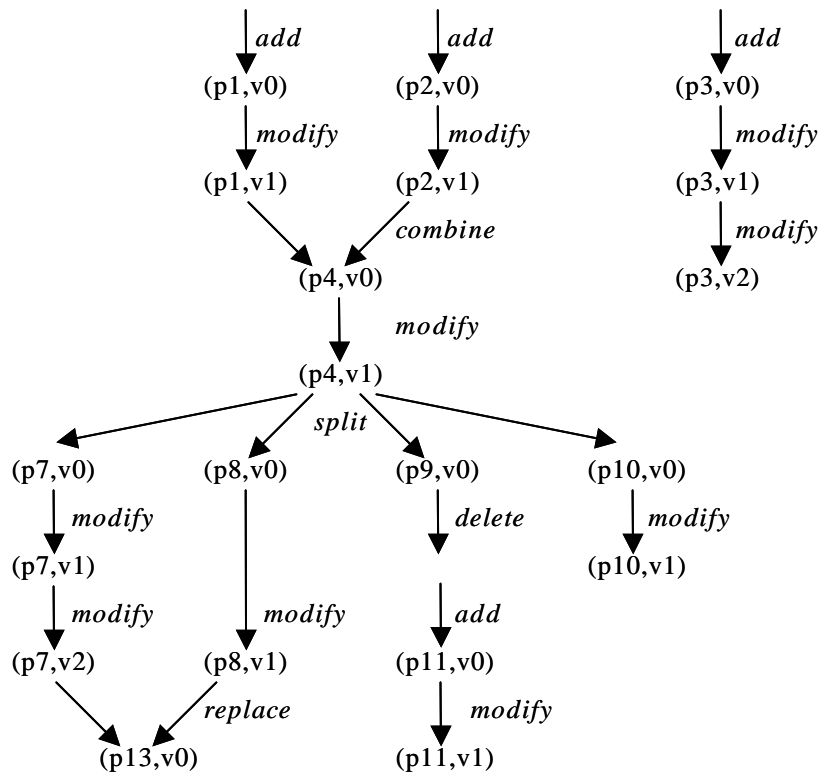 add add add
(p1,v0) (p2,v0) (p3,v0)
modify modify modify
(p1,v1) (p2,v1) (p3,v1)
combine modify
(p4,v0) (p3,v2)
modify
(p4,v1)
split
(p7,v0) (p8,v0) (p9,v0) (p10,v0)
modify delete modify
(p7,v1) (p10,v1)
modify modify add
(p7,v2) (p8,v1) (p11,v0)
replace modify
(p13,v0) (p11,v1)